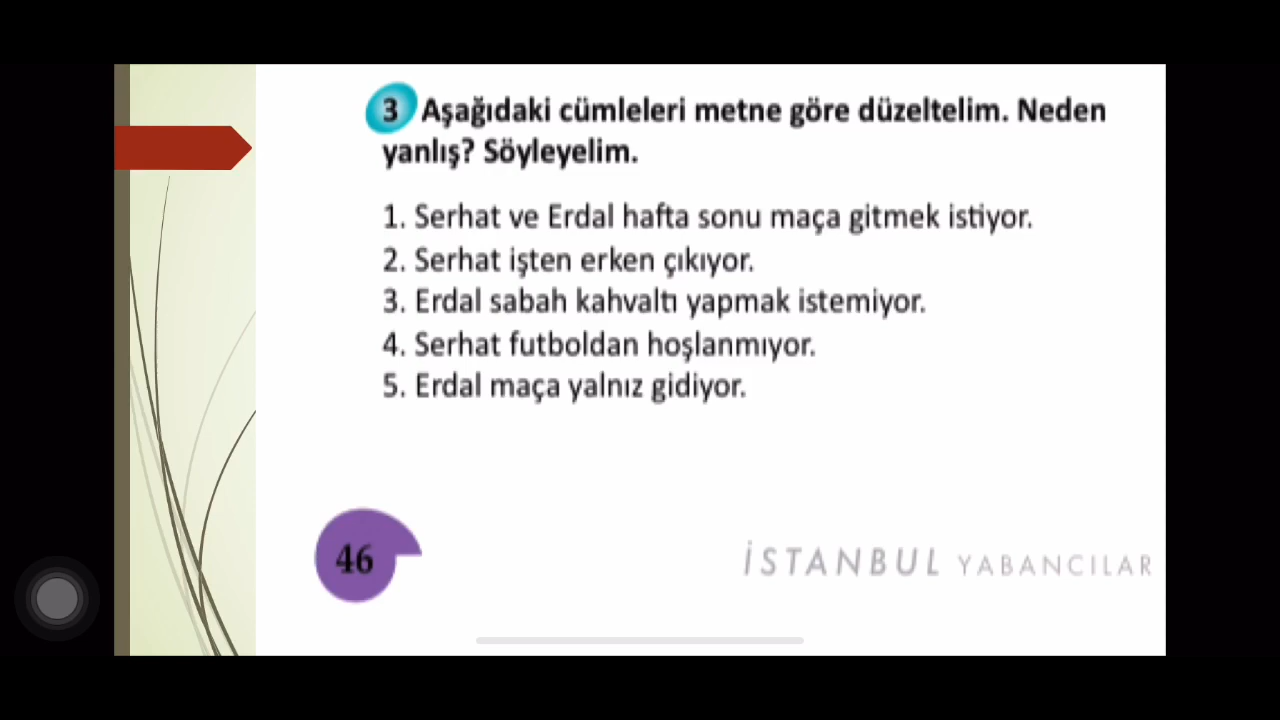 3 Aşağıdaki cümleleri metne göre düzeltelim. Neden
yanlış? Söyleyelim.
1. Serhat ve Erdal hafta sonu maça gitmek istiyor.
2. Serhat işten erken çıkıyor.
3. Erdal sabah kahvaltı yapmak istemiyor.
4. Serhat futboldan hoşlanmıyor.
5. Erdal maça yalnız gidiyor.
46
İSTANBUL YABANCILAR